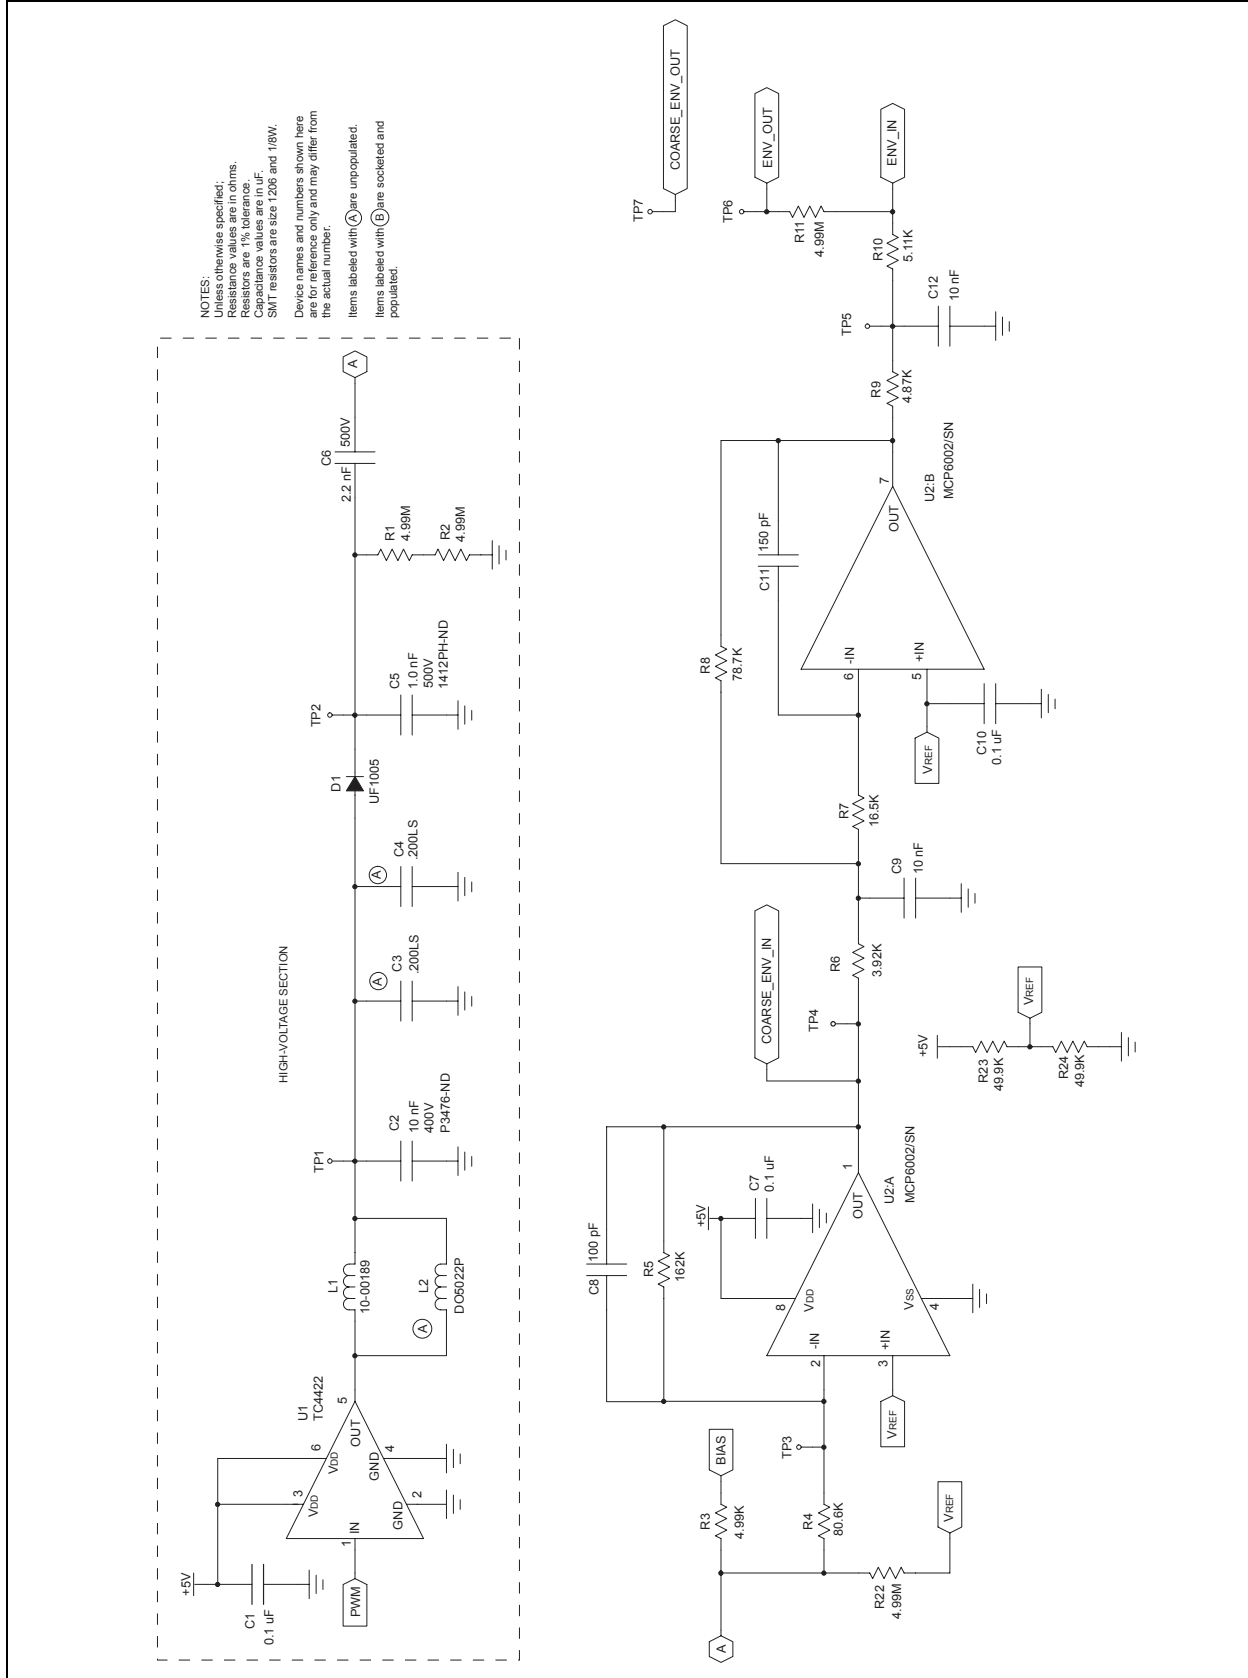 NOTES:
Unless otherwise specified;
Resistance values are in ohms.
Resistors are 1% tolerance.
Capacitance values are in uF.
SMT resistors are size 1206 and 1/8W.
Device names and numbers shown here
are for reference only and may differ from
the actual number.
Items labeled with A are unpopulated.
Items labeled with B are socketed and
populated.
HIGH-VOLTAGE SECTION
+5V
C1
0.1 uF
PWM
1
IN
3
VDD
6
VDD
U1
TC4422
OUT
5
GND
2
GND
4
L1
10-00189
A
L2
DO5022P
TP1
C2
10 nF
400V
P3476-ND
A
C3
.200LS
A
C4
.200LS
D1
UF1005
TP2
C5
1.0 nF
500V
1412PH-ND
R1
4.99M
R2
4.99M
C6
2.2 nF
500V
A
A
R3
4.99K
BIAS
R4
80.6K
R22
4.99M
VREF
TP3
C8
100 pF
R5
162K
+5V
C7
0.1 uF
8
VDD
2
-IN
3
+IN
VREF
VSS
4
OUT
1
U2:A
MCP6002/SN
COARSE_ENV_IN
TP4
R6
3.92K
C9
10 nF
+5V
R23
49.9K
VREF
R24
49.9K
R7
16.5K
R8
78.7K
C11
150 pF
6
-IN
5
+IN
VREF
C10
0.1 uF
OUT
7
U2:B
MCP6002/SN
R9
4.87K
TP5
C12
10 nF
R10
5.11K
R11
4.99M
TP6
TP7
ENV_IN
ENV_OUT
COARSE_ENV_OUT